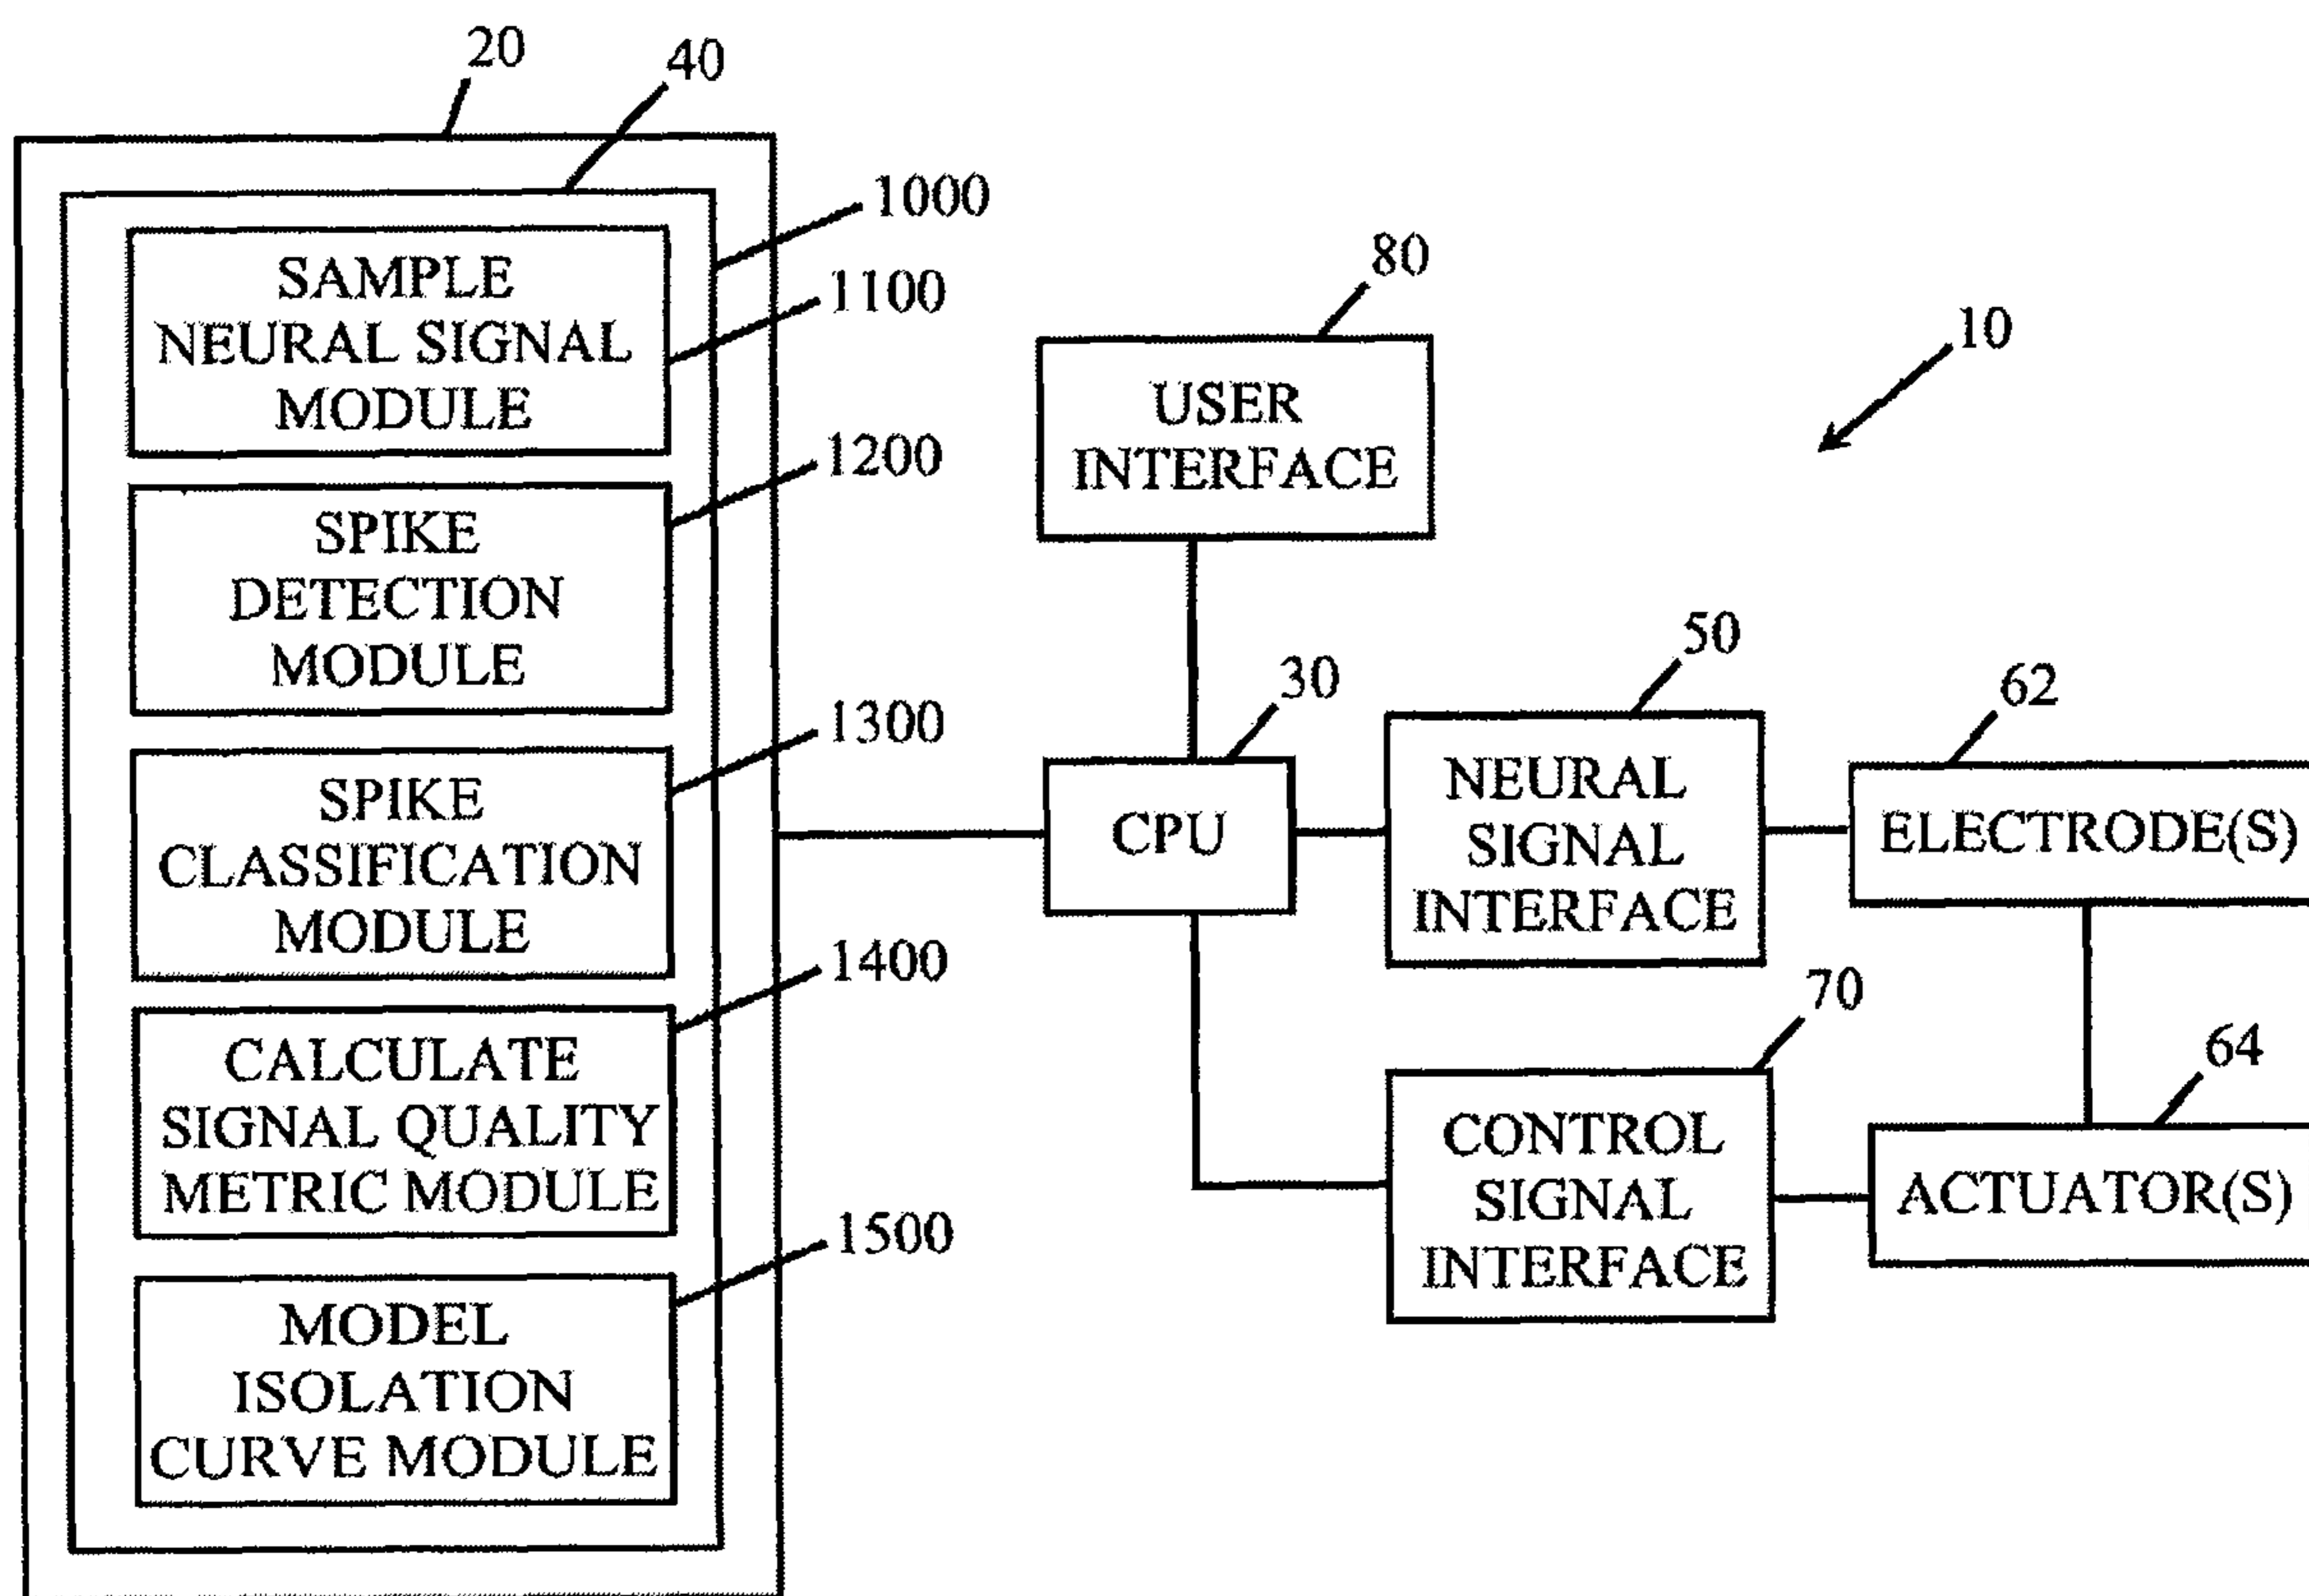 20
40
1000
SAMPLE
NEURAL SIGNAL
MODULE
1100
SPIKE
DETECTION
MODULE
1200
SPIKE
CLASSIFICATION
MODULE
1300
CALCULATE
SIGNAL QUALITY
METRIC MODULE
1400
MODEL
ISOLATION
CURVE MODULE
1500
80
USER
INTERFACE
10
30
CPU
50
NEURAL
SIGNAL
INTERFACE
62
ELECTRODE(S)
70
CONTROL
SIGNAL
INTERFACE
64
ACTUATOR(S)